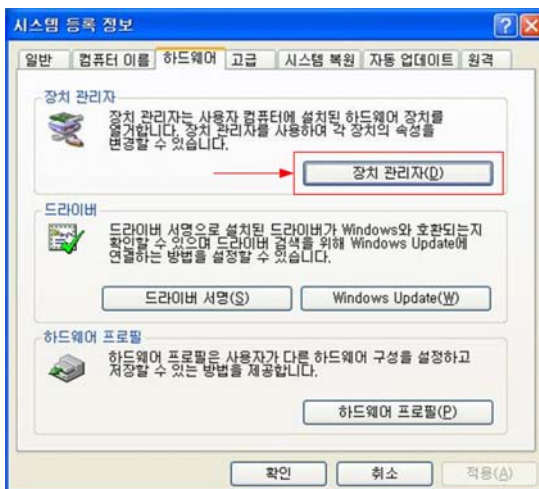 시스템 등록 정보
일반 컴퓨터 이름 하드웨어 고급 시스템 복원 자동 업데이트 원격
장치 관리자
장치 관리자는 사용자 컴퓨터에 설치된 하드웨어 장치를
열거합니다. 장치 관리자를 사용하여 각 장치의 속성을
변경할 수 있습니다.
장치 관리자(D)
드라이버
드라이버 서명으로 설치된 드라이버가 Windows와 호환되는지
확인할 수 있으며 드라이버 검색을 위해 Windows Update에
연결하는 방법을 설정할 수 있습니다.
드라이버 서명(S) Windows Update(W)
하드웨어 프로필
하드웨어 프로필은 사용자가 다른 하드웨어 구성을 설정하고
저장할 수 있는 방법을 제공합니다.
하드웨어 프로필(P)
확인 취소 적용(A)